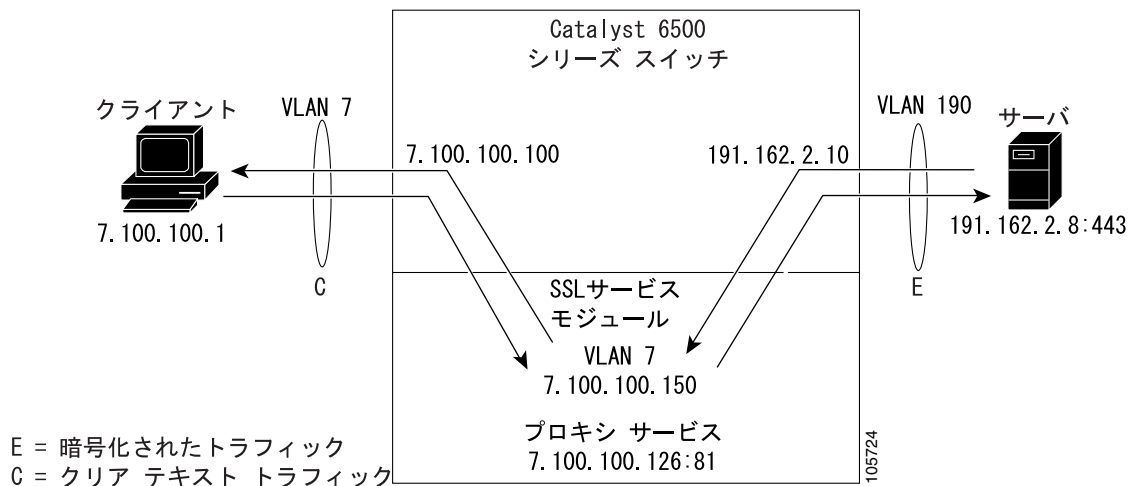 Catalyst 6500
シリーズ スイッチ
クライアント
VLAN 7
VLAN 190
サーバ
7.100.100.100
191.162.2.10
7.100.100.1
191.162.2.8:443
C
E
SSLサービス
モジュール
VLAN 7
7.100.100.150
プロキシ サービス
7.100.100.126:81
E = 暗号化されたトラフィック
C = クリア テキスト トラフィック
105724